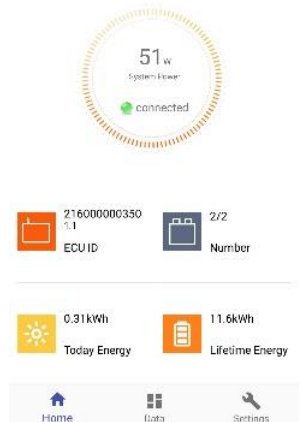 51w
System Power
connected
216000000350
1.1
ECU ID
2/2
Number
0.31kWh
Today Energy
11.6kWh
Lifetime Energy
Home
Data
Settings